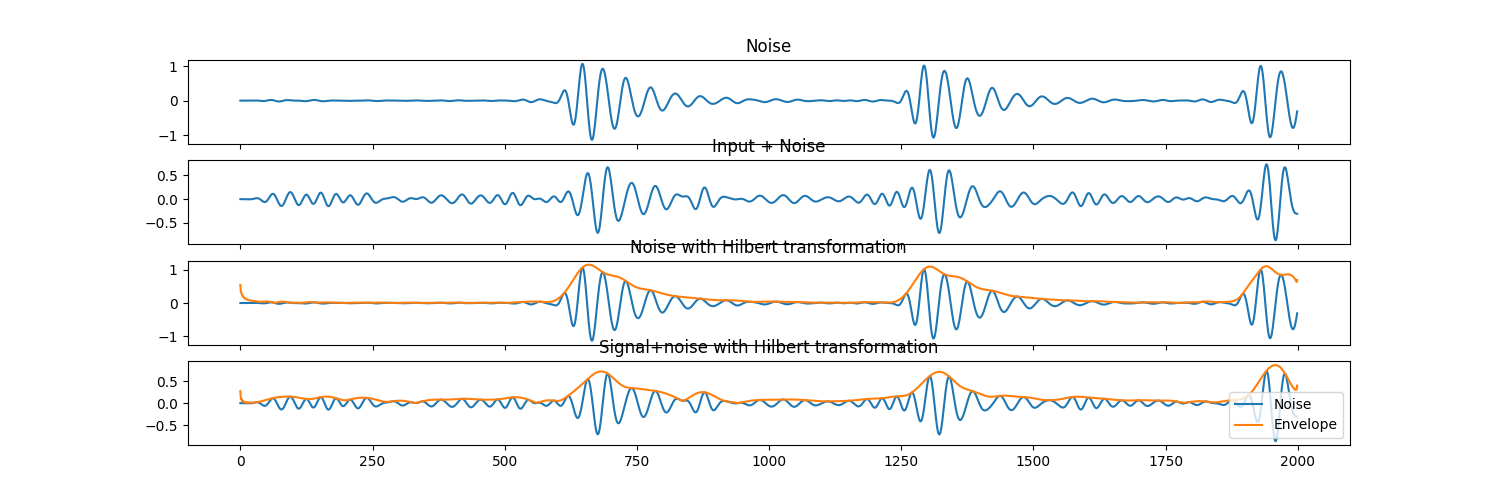 Noise
1
0
−1
Input + Noise
0.5
0.0
−0.5
Noise with Hilbert transformation
1
0
−1
Signal+noise with Hilbert transformation
0.5
0.0
−0.5
Noise
Envelope
0 250 500 750 1000 1250 1500 1750 2000